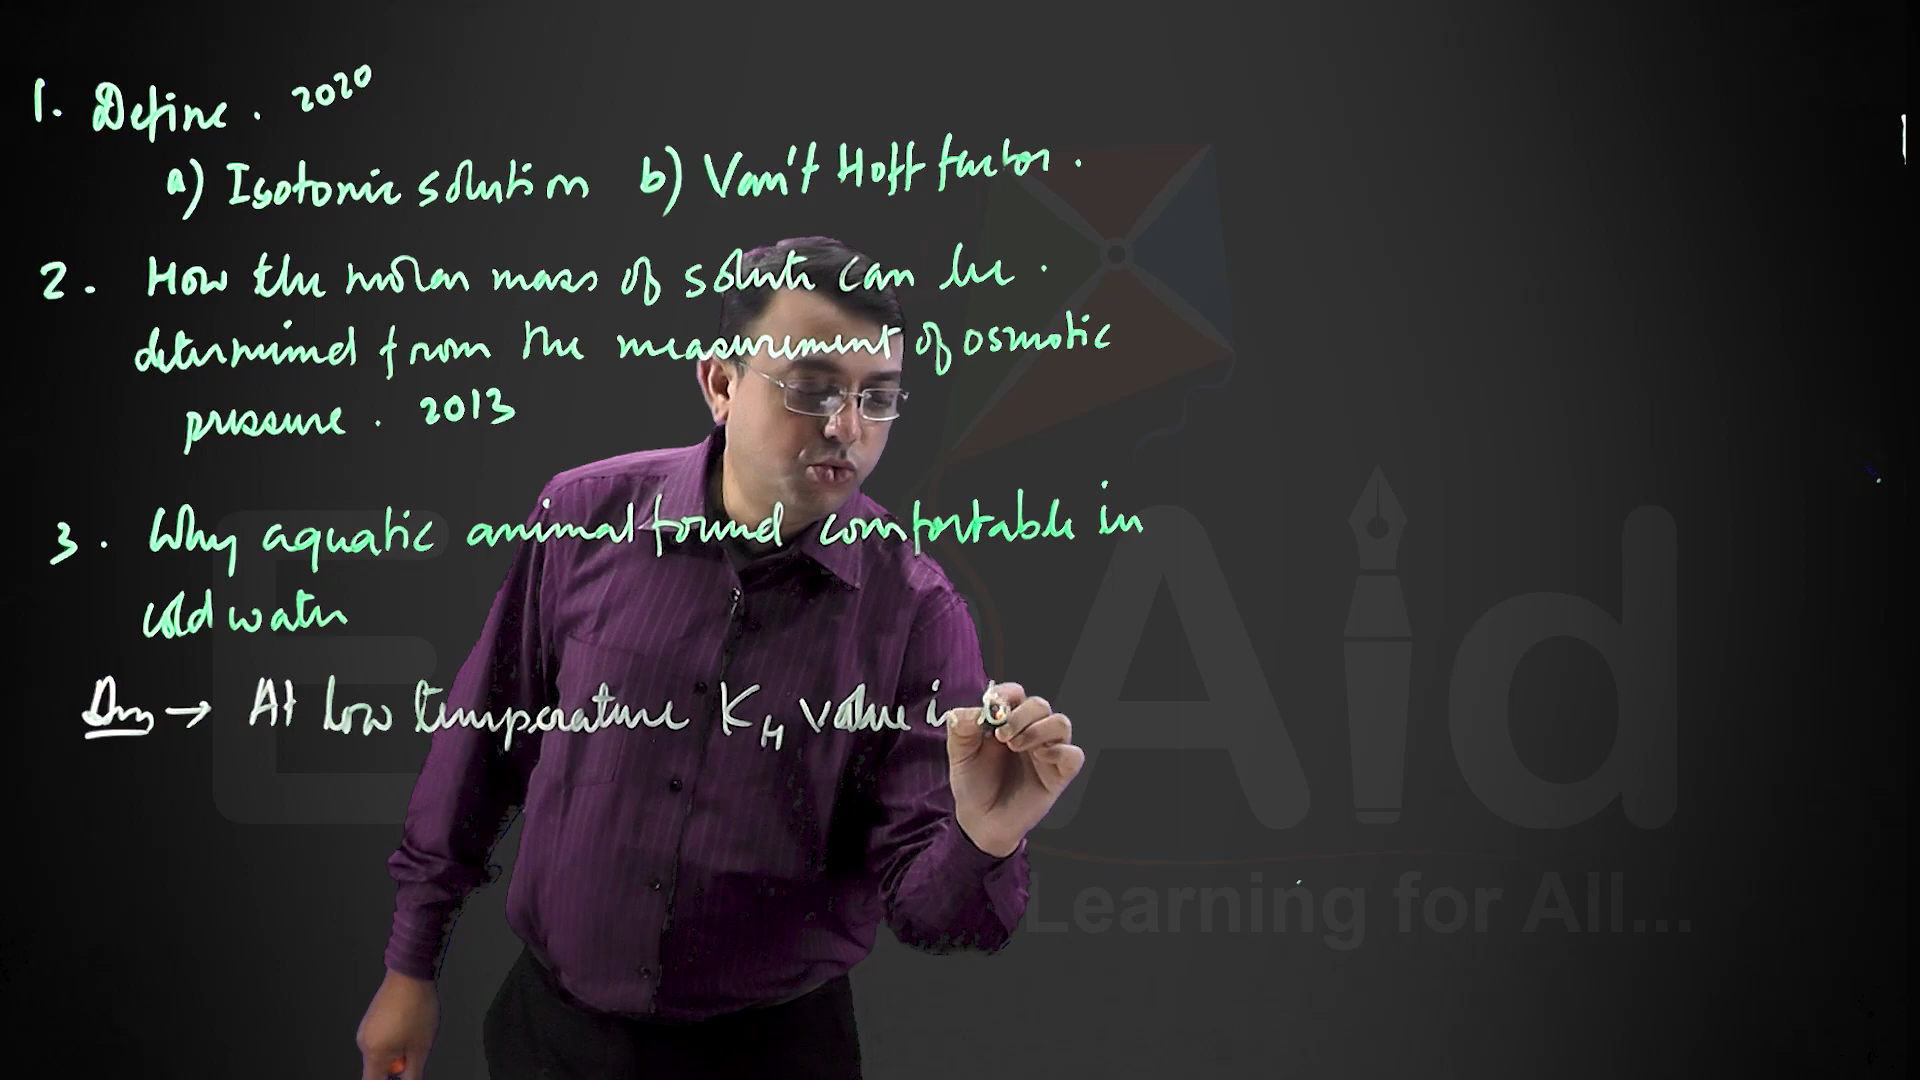 1. Define. 2020
a) Isotonic solution b) Van't Hoff factor.
2. How the molar mass of solute can be.
determined from the measurement of osmotic
pressure. 2013
3. Why aquatic animal found comfortable in
cold water
Ans → At low temperature K_H value is
Aid
Learning for All...